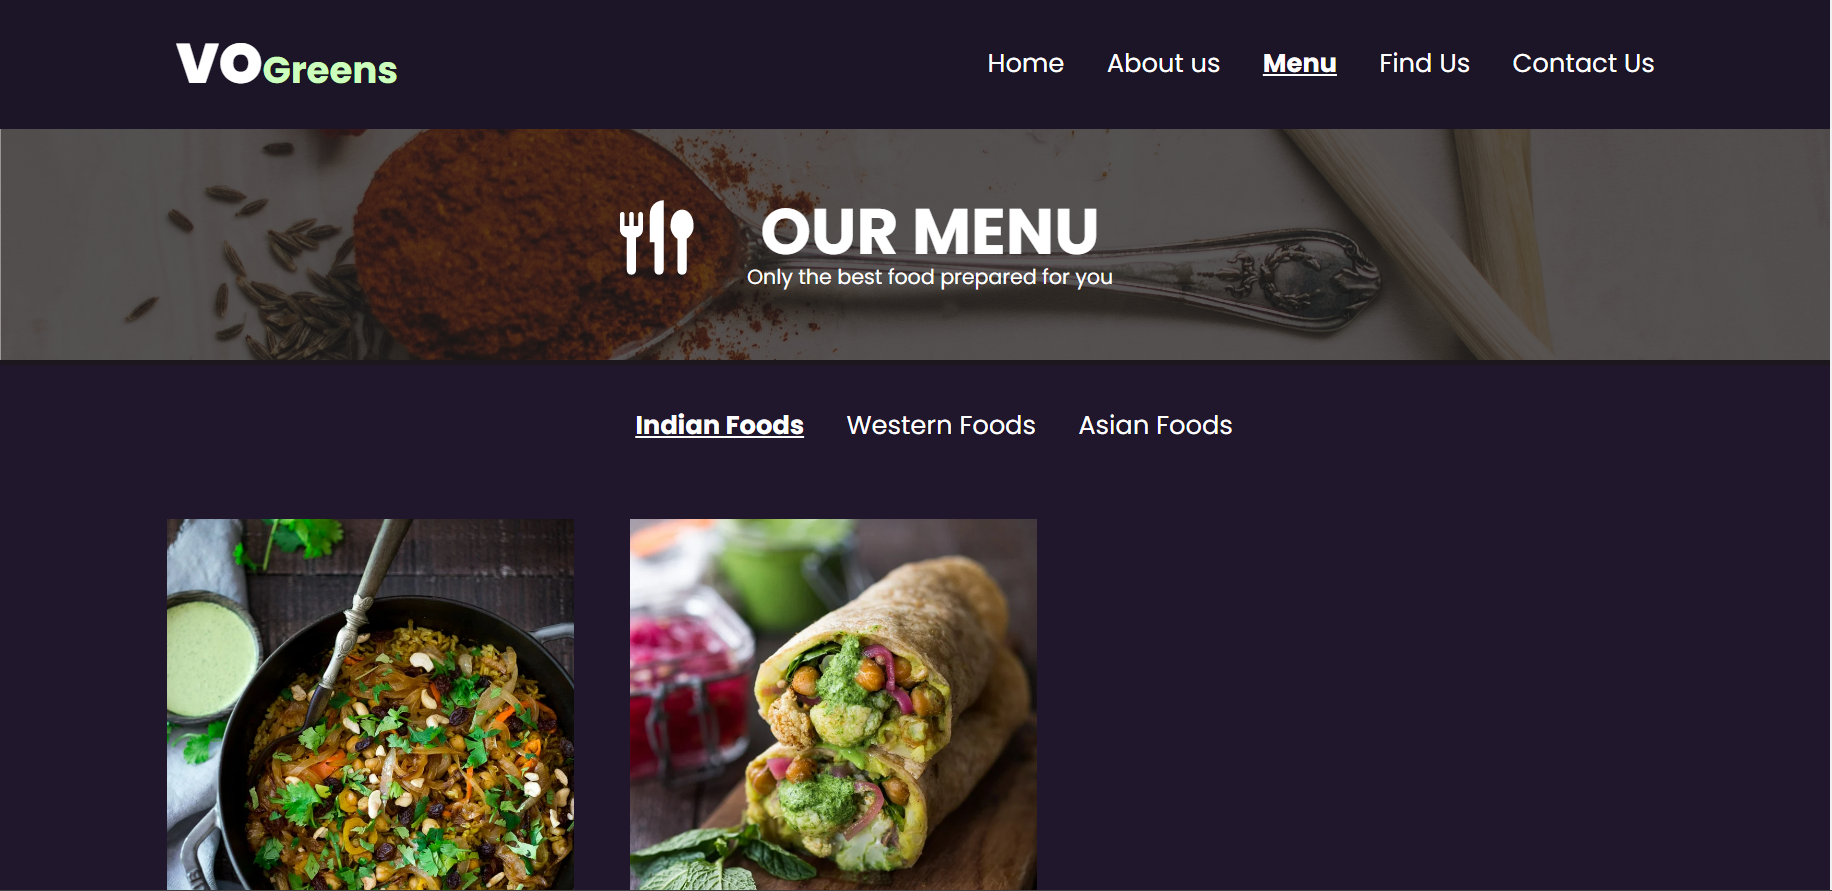 VOGreens
Home About us Menu Find Us Contact Us
OUR MENU
Only the best food prepared for you
Indian Foods Western Foods Asian Foods